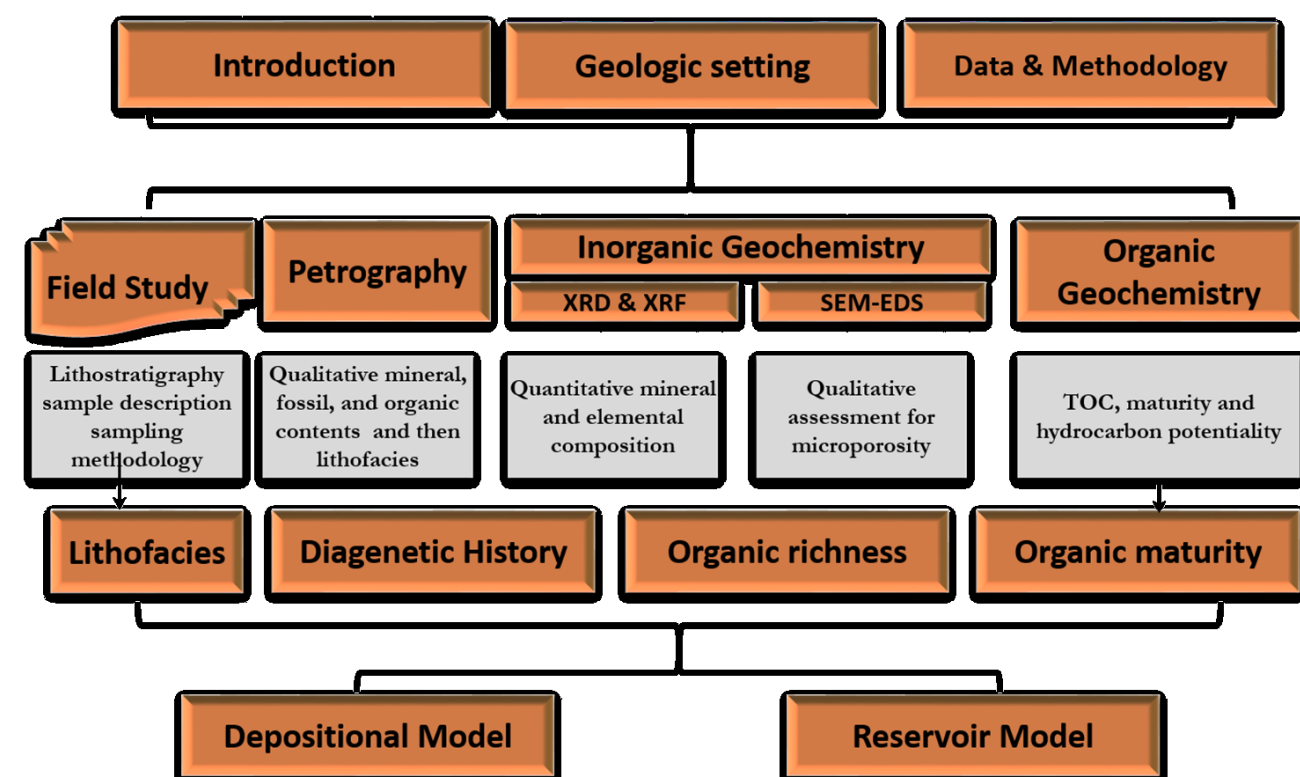 Introduction
Geologic setting
Data & Methodology
Field Study
Petrography
Inorganic Geochemistry
XRD & XRF
SEM-EDS
Organic
Geochemistry
Lithostratigraphy
sample description
sampling
methodology
Qualitative mineral,
fossil, and organic
contents and then
lithofacies
Quantitative mineral
and elemental
composition
Qualitative
assessment for
microporosity
TOC, maturity and
hydrocarbon potentiality
Lithofacies
Diagenetic History
Organic richness
Organic maturity
Depositional Model
Reservoir Model